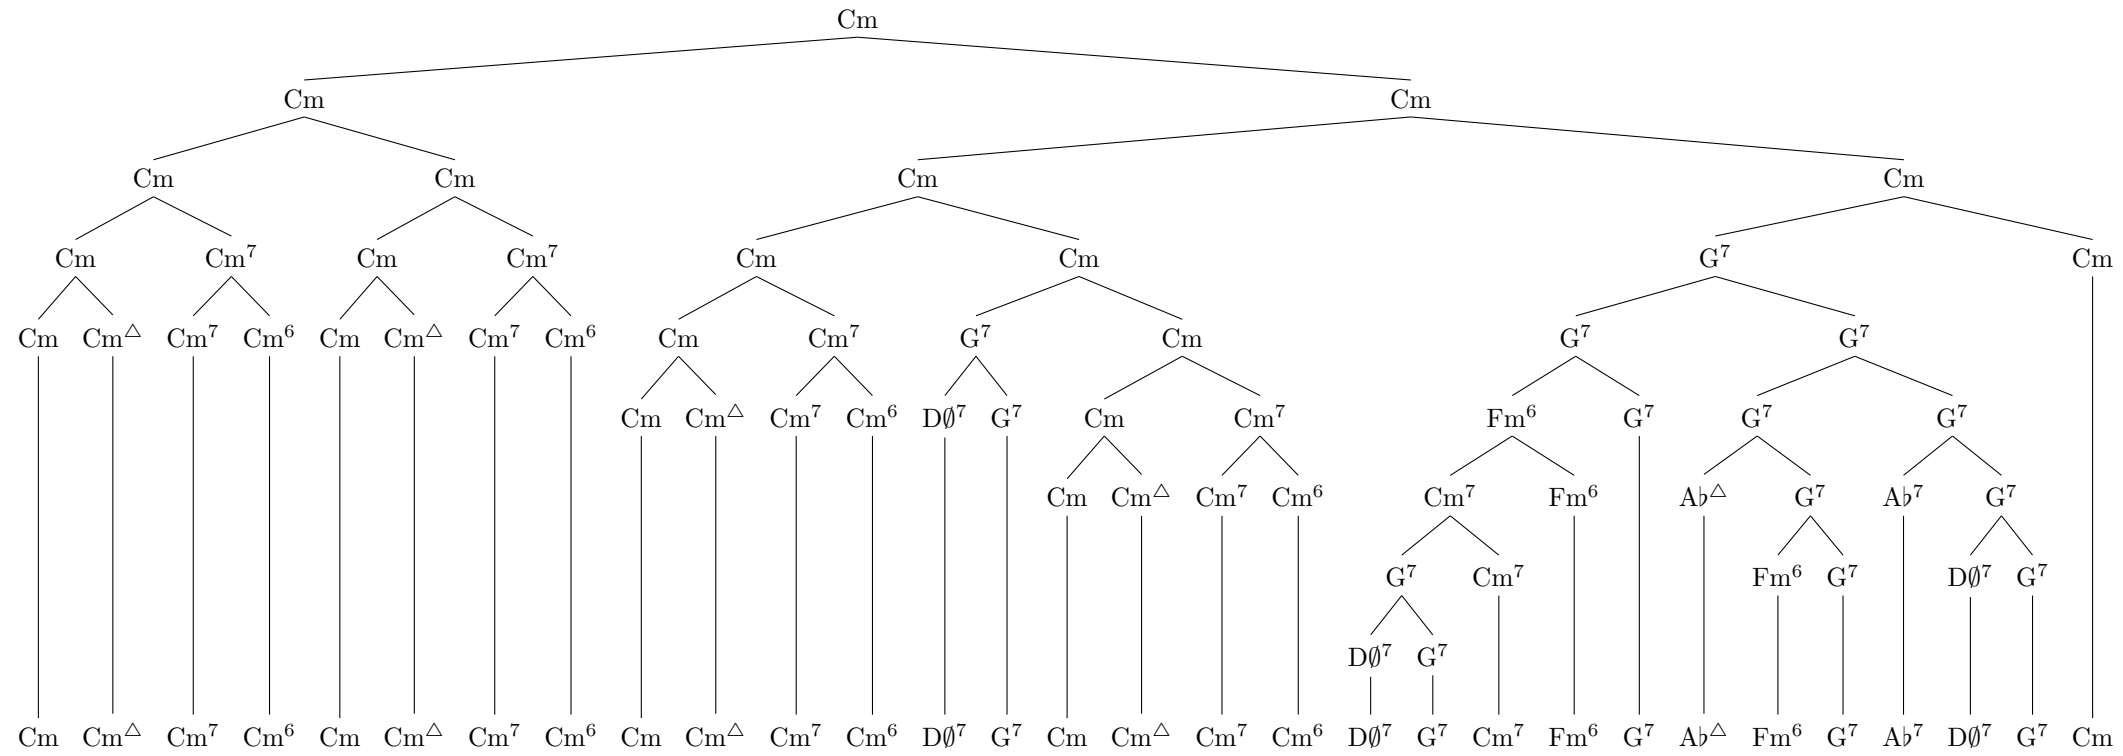 Cm
Cm Cm
Cm Cm Cm Cm
Cm Cm⁷ Cm Cm⁷ Cm Cm G⁷ Cm
Cm Cm△ Cm⁷ Cm⁶ Cm Cm△ Cm⁷ Cm⁶ Cm Cm⁷ G⁷ Cm G⁷ G⁷
Cm Cm△ Cm⁷ Cm⁶ D∅⁷ G⁷ Cm Cm⁷ Fm⁶ G⁷ G⁷ G⁷
Cm Cm△ Cm⁷ Cm⁶ Cm⁷ Fm⁶ A♭△ G⁷ A♭⁷ G⁷
G⁷ Cm⁷ Fm⁶ G⁷ D∅⁷ G⁷
D∅⁷ G⁷
Cm Cm△ Cm⁷ Cm⁶ Cm Cm△ Cm⁷ Cm⁶ Cm Cm△ Cm⁷ Cm⁶ D∅⁷ G⁷ Cm Cm△ Cm⁷ Cm⁶ D∅⁷ G⁷ Cm⁷ Fm⁶ G⁷ A♭△ Fm⁶ G⁷ A♭⁷ D∅⁷ G⁷ Cm